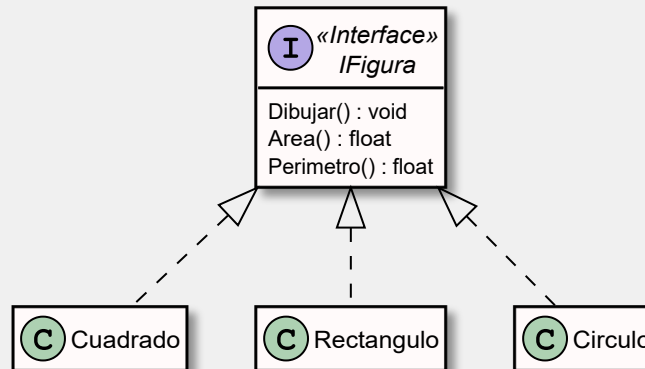 I
«Interface»
IFigura
Dibujar() : void
Area() : float
Perimetro() : float
C Cuadrado
C Rectangulo
C Circulo